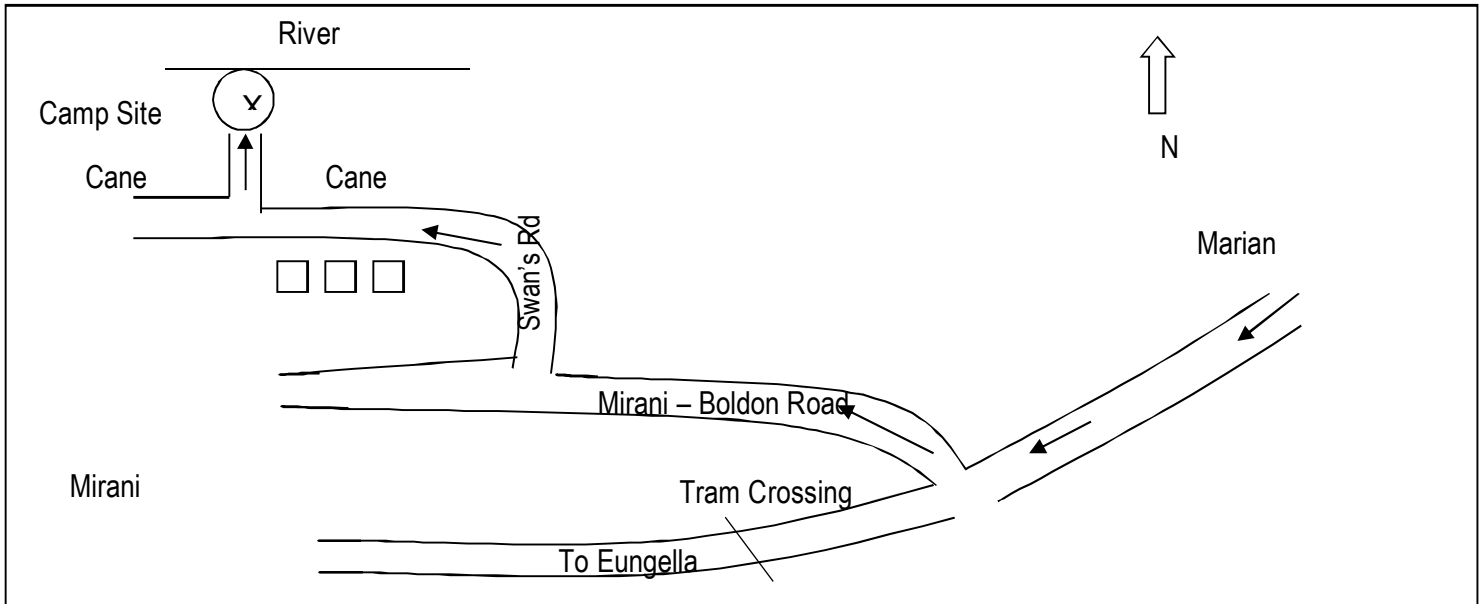 River
Camp Site
X
N
Cane
Cane
Swan's Rd
Marian
Mirani – Boldon Road
Mirani
Tram Crossing
To Eungella